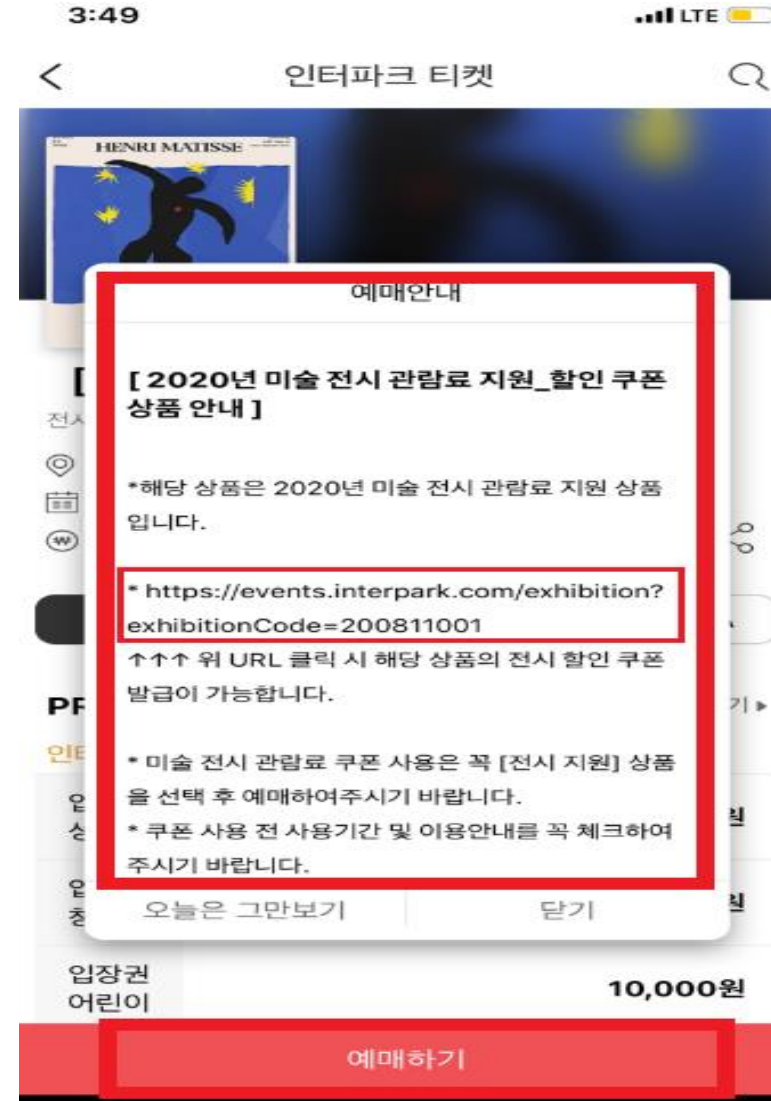 3:49
LTE
인터파크 티켓
HENRI MATISSE
예매안내
[ 2020년 미술 전시 관람료 지원_할인 쿠폰
상품 안내 ]
*해당 상품은 2020년 미술 전시 관람료 지원 상품
입니다.
* https://events.interpark.com/exhibition?
exhibitionCode=200811001
↑↑↑ 위 URL 클릭 시 해당 상품의 전시 할인 쿠폰
발급이 가능합니다.
* 미술 전시 관람료 쿠폰 사용은 꼭 [전시 지원] 상품
을 선택 후 예매하여주시기 바랍니다.
* 쿠폰 사용 전 사용기간 및 이용안내를 꼭 체크하여
주시기 바랍니다.
오늘은 그만보기
닫기
입장권
어린이
10,000원
예매하기